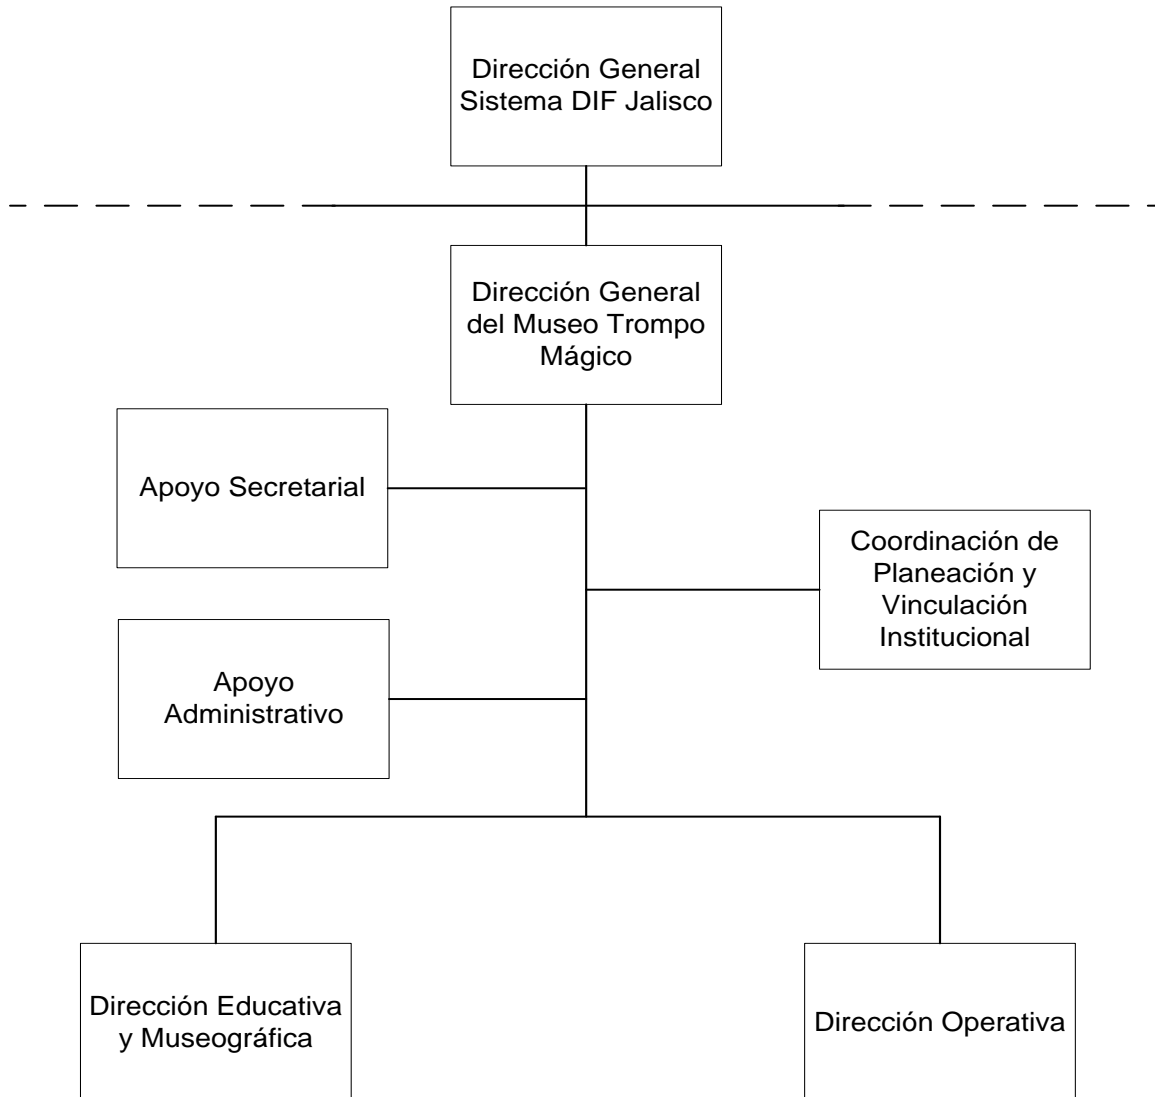 Dirección General
Sistema DIF Jalisco
Dirección General
del Museo Trompo
Mágico
Apoyo Secretarial
Coordinación de
Planeación y
Vinculación
Institucional
Apoyo
Administrativo
Dirección Educativa
y Museográfica
Dirección Operativa